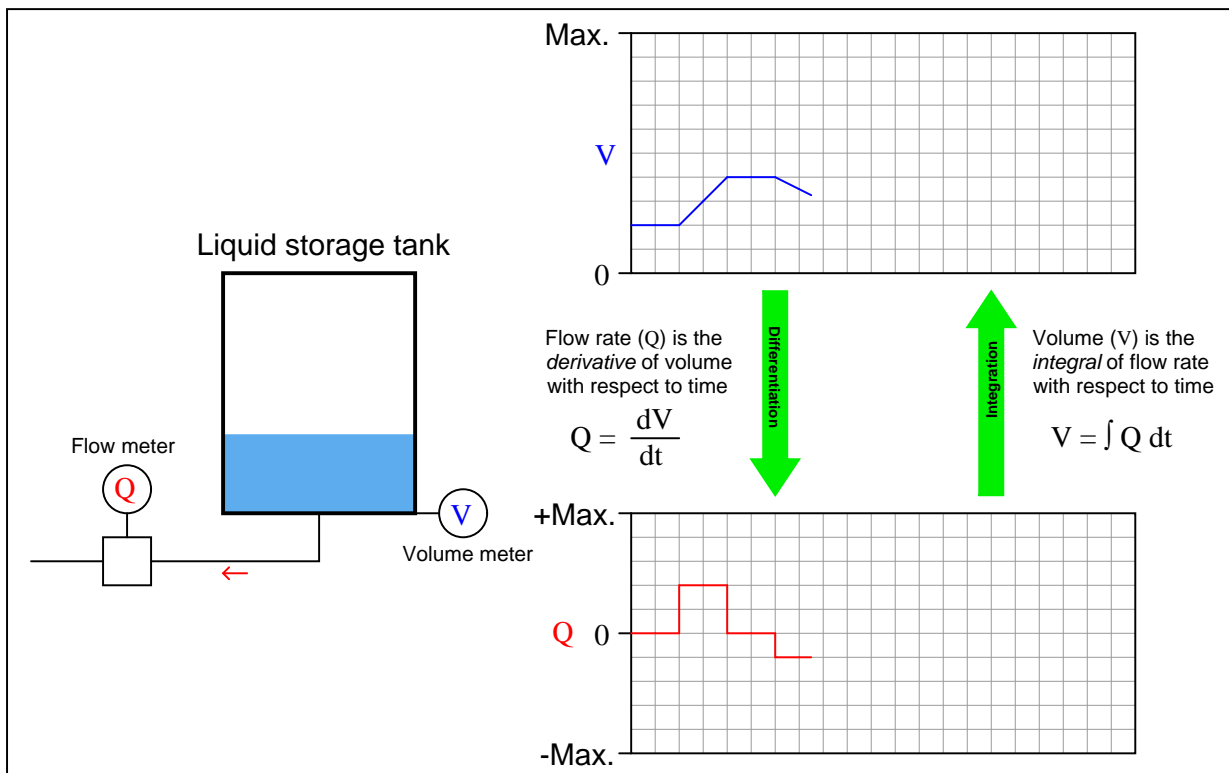 Max.
V
0
Liquid storage tank
Flow meter
Q
V
Volume meter
Flow rate (Q) is the
derivative of volume
with respect to time
Q = dV
dt
Differentiation
Integration
Volume (V) is the
integral of flow rate
with respect to time
V = ∫ Q dt
+Max.
Q 0
-Max.